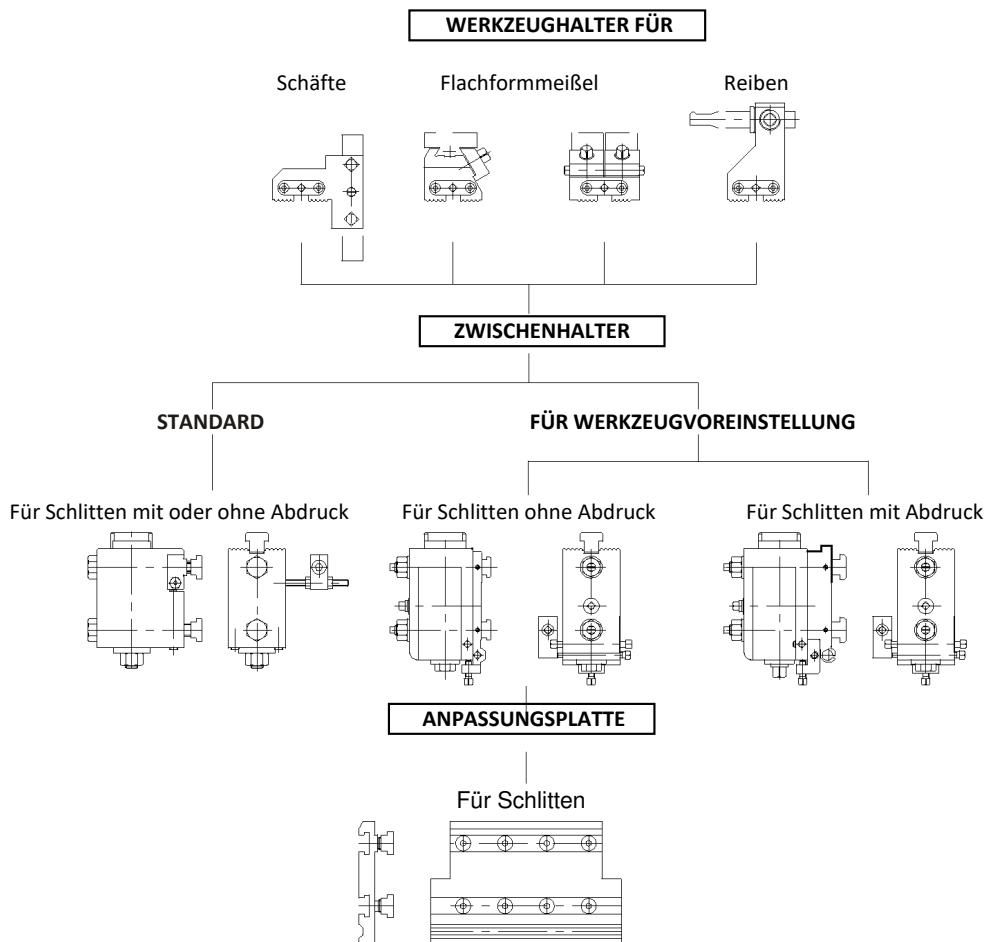 WERKZEUGHALTER FÜR
Schäfte
Flachformmeißel
Reiben
ZWISCHENHALTER
STANDARD
FÜR WERKZEUGVOREINSTELLUNG
Für Schlitten mit oder ohne Abdruck
Für Schlitten ohne Abdruck
Für Schlitten mit Abdruck
ANPASSUNGSPLATTE
Für Schlitten